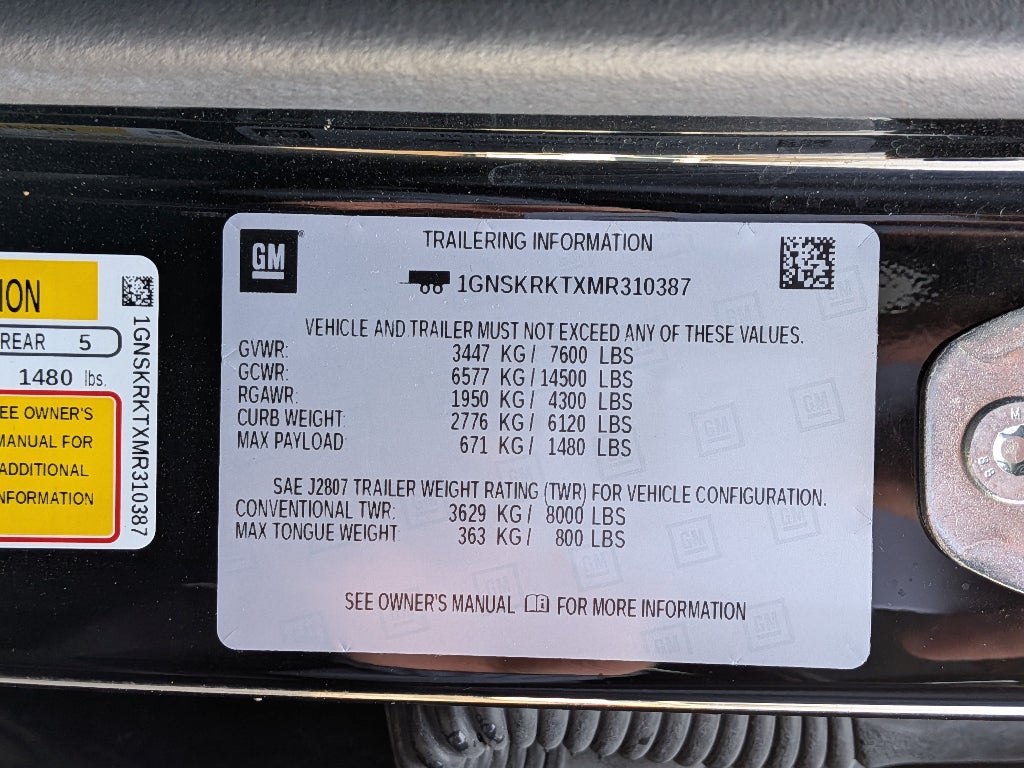 ION
REAR 5
1480 lbs.
EE OWNER'S
MANUAL FOR
ADDITIONAL
NFORMATION
1GNSKRKTXMR310387
GM
TRAILERING INFORMATION
1GNSKRKTXMR310387
VEHICLE AND TRAILER MUST NOT EXCEED ANY OF THESE VALUES.
GVWR: 3447 KG / 7600 LBS
GCWR: 6577 KG / 14500 LBS
RGAWR: 1950 KG / 4300 LBS
CURB WEIGHT: 2776 KG / 6120 LBS
MAX PAYLOAD 671 KG / 1480 LBS
SAE J2807 TRAILER WEIGHT RATING (TWR) FOR VEHICLE CONFIGURATION.
CONVENTIONAL TWR: 3629 KG / 8000 LBS
MAX TONGUE WEIGHT: 363 KG / 800 LBS
SEE OWNER'S MANUAL FOR MORE INFORMATION